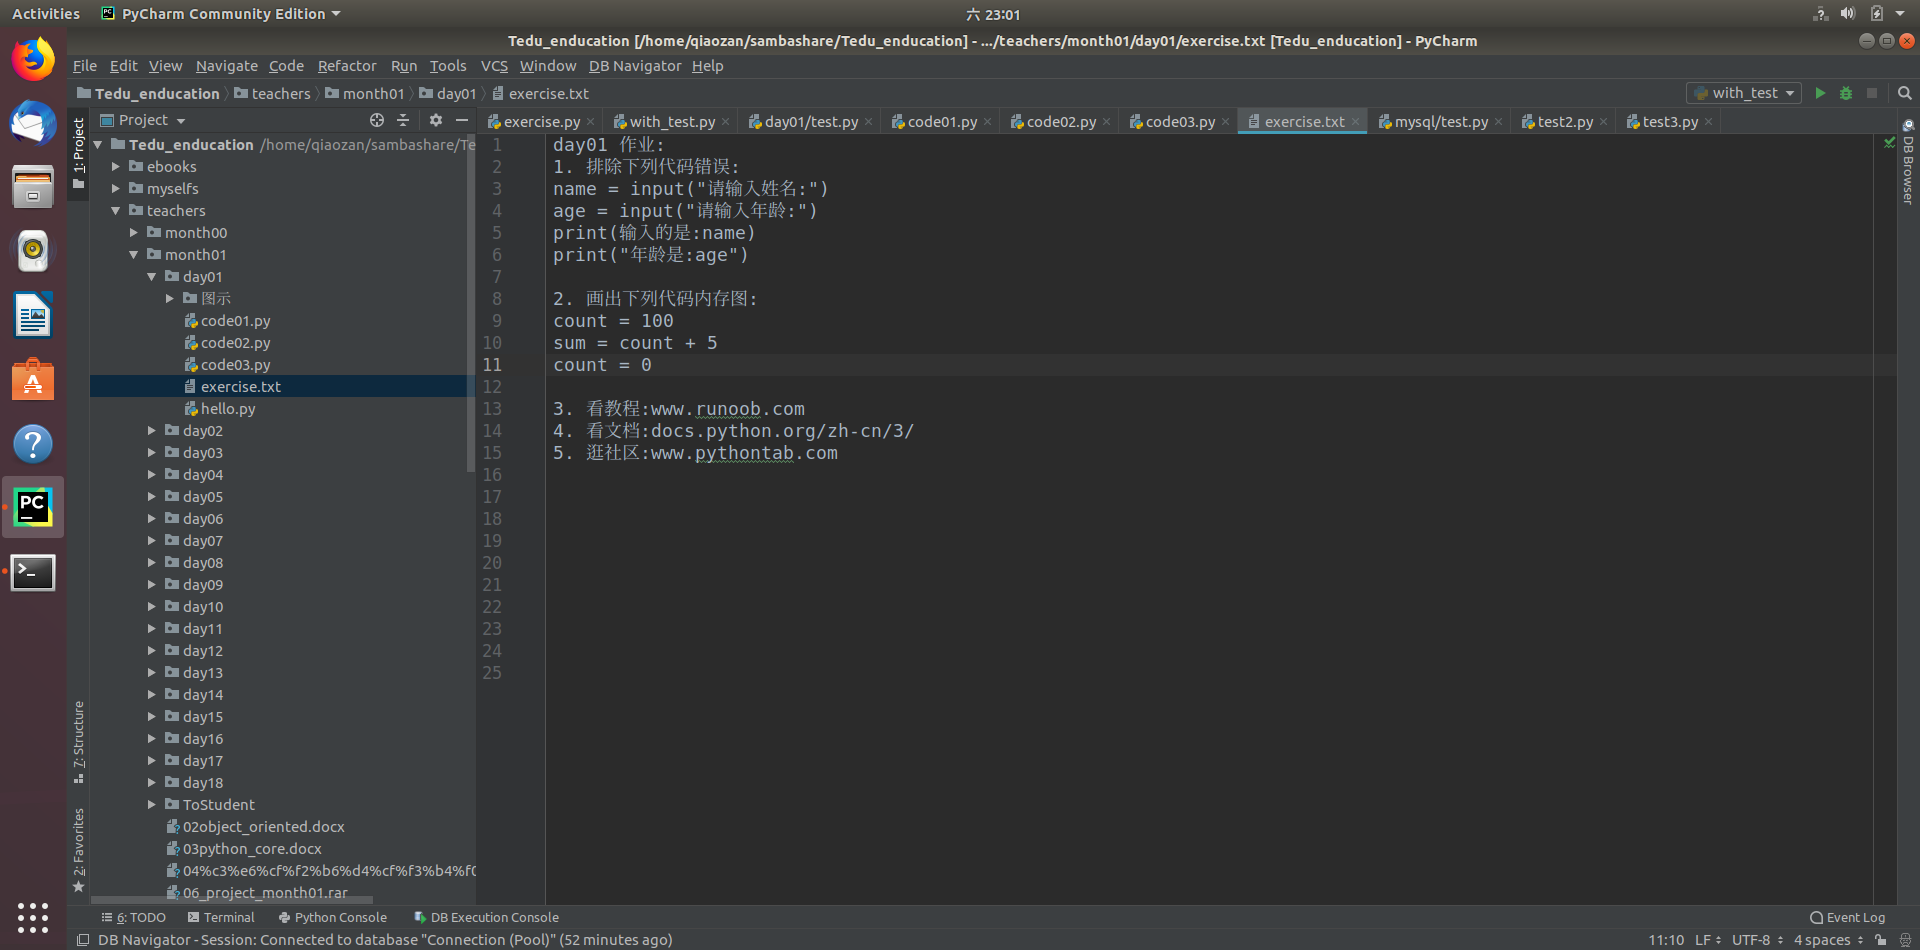 Activities PyCharm Community Edition 六 23:01
Tedu_enducation [/home/qiaozan/sambashare/Tedu_enducation] - .../teachers/month01/day01/exercise.txt [Tedu_enducation] - PyCharm
File Edit View Navigate Code Refactor Run Tools VCS Window DB Navigator Help
Tedu_enducation teachers month01 day01 exercise.txt with_test
Project
exercise.py with_test.py day01/test.py code01.py code02.py code03.py exercise.txt mysql/test.py test2.py test3.py
1: Project
7: Structure
2: Favorites
DB Browser
Tedu_enducation /home/qiaozan/sambashare/Te
ebooks
myselfs
teachers
month00
month01
day01
图示
code01.py
code02.py
code03.py
exercise.txt
hello.py
day02
day03
day04
day05
day06
day07
day08
day09
day10
day11
day12
day13
day14
day15
day16
day17
day18
ToStudent
02object_oriented.docx
03python_core.docx
04%c3%e6%cf%f2%b6%d4%cf%f3%b4%f0
06_project_month01.rar
1 day01 作业:
2 1. 排除下列代码错误:
3 name = input("请输入姓名:")
4 age = input("请输入年龄:")
5 print(输入的是:name)
6 print("年龄是:age")
7
8 2. 画出下列代码内存图:
9 count = 100
10 sum = count + 5
11 count = 0
12
13 3. 看教程:www.runoob.com
14 4. 看文档:docs.python.org/zh-cn/3/
15 5. 逛社区:www.pythontab.com
16
17
18
19
20
21
22
23
24
25
6: TODO Terminal Python Console DB Execution Console Event Log
DB Navigator - Session: Connected to database "Connection (Pool)" (52 minutes ago) 11:10 LF UTF-8 4 spaces